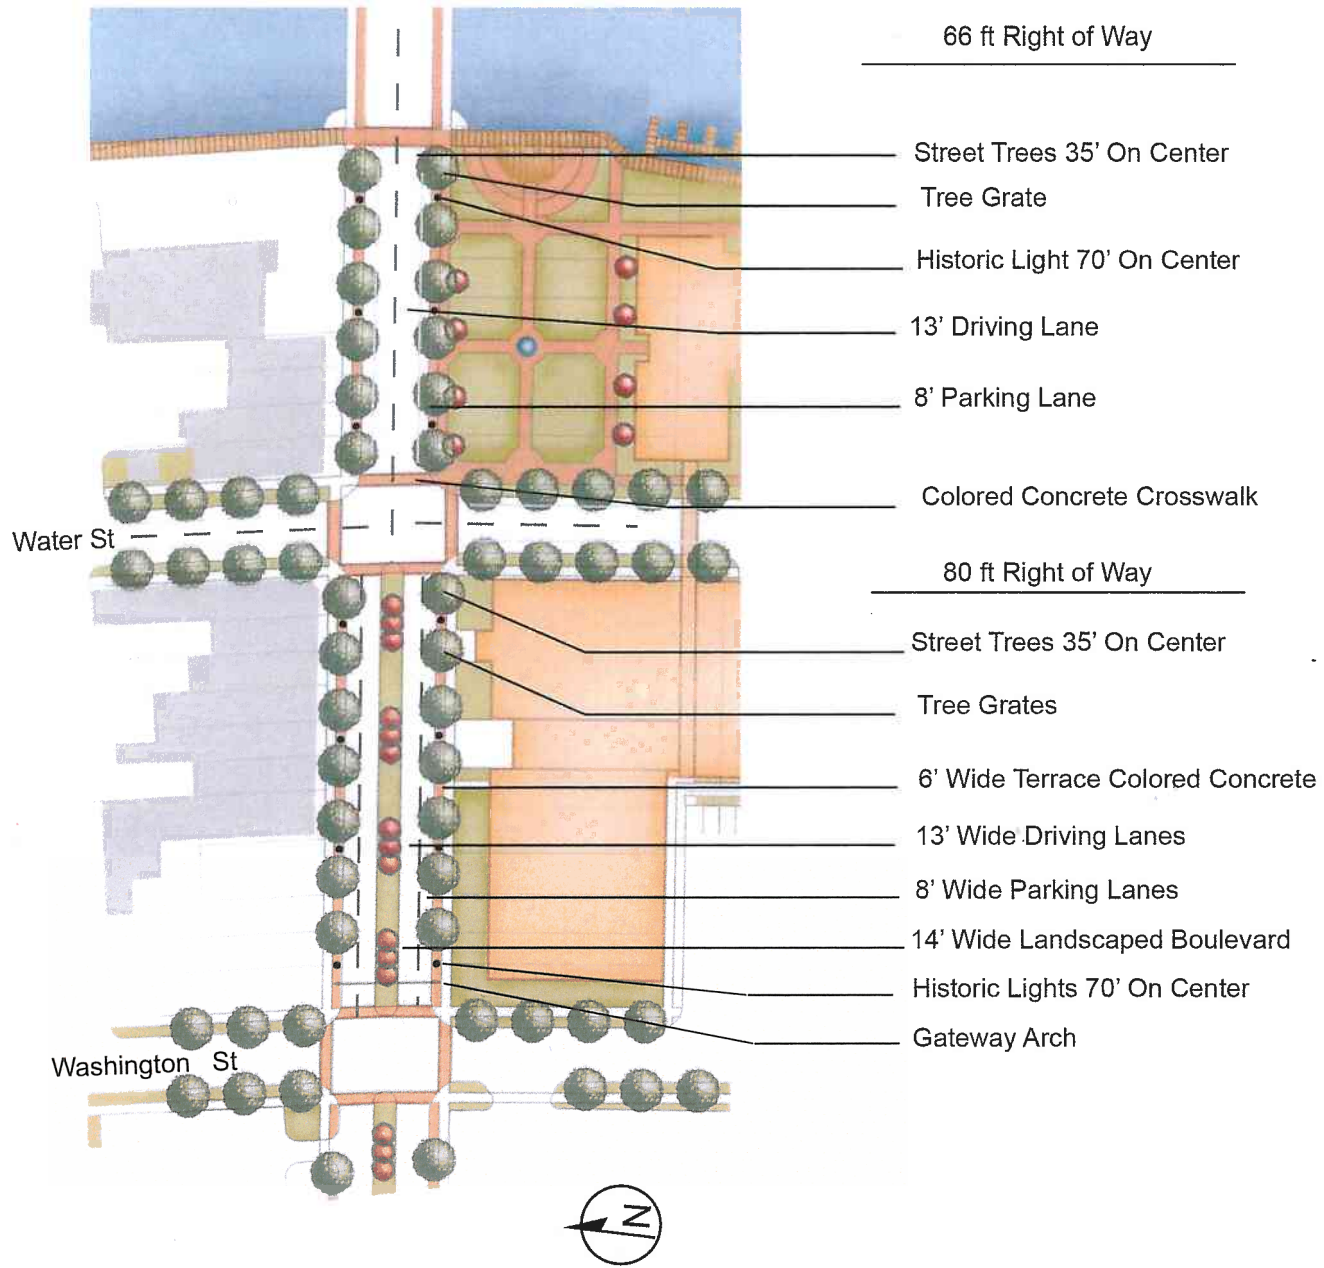 66 ft Right of Way
Street Trees 35' On Center
Tree Grate
Historic Light 70' On Center
13' Driving Lane
8' Parking Lane
Colored Concrete Crosswalk
Water St
80 ft Right of Way
Street Trees 35' On Center
Tree Grates
6' Wide Terrace Colored Concrete
13' Wide Driving Lanes
8' Wide Parking Lanes
14' Wide Landscaped Boulevard
Historic Lights 70' On Center
Gateway Arch
Washington St
N